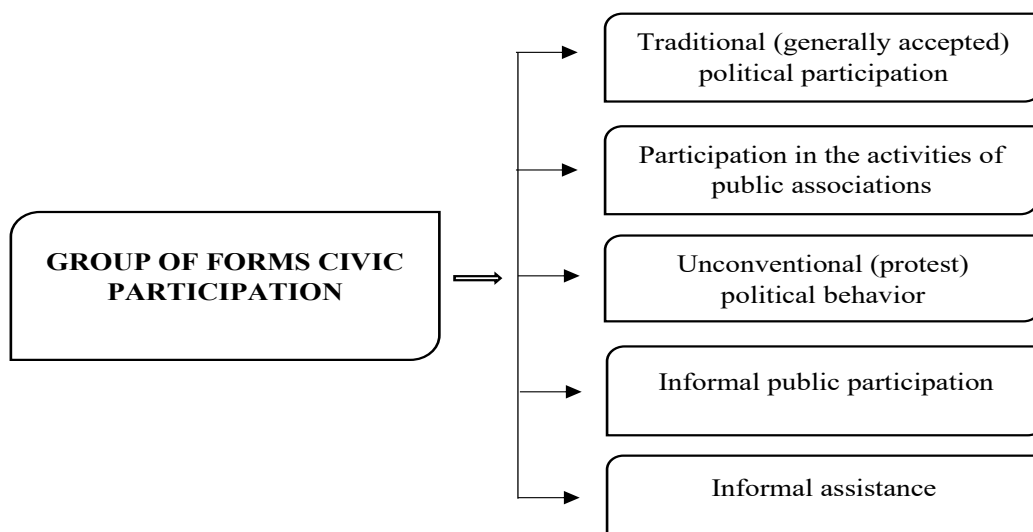 GROUP OF FORMS CIVIC
PARTICIPATION
Traditional (generally accepted)
political participation
Participation in the activities of
public associations
Unconventional (protest)
political behavior
Informal public participation
Informal assistance